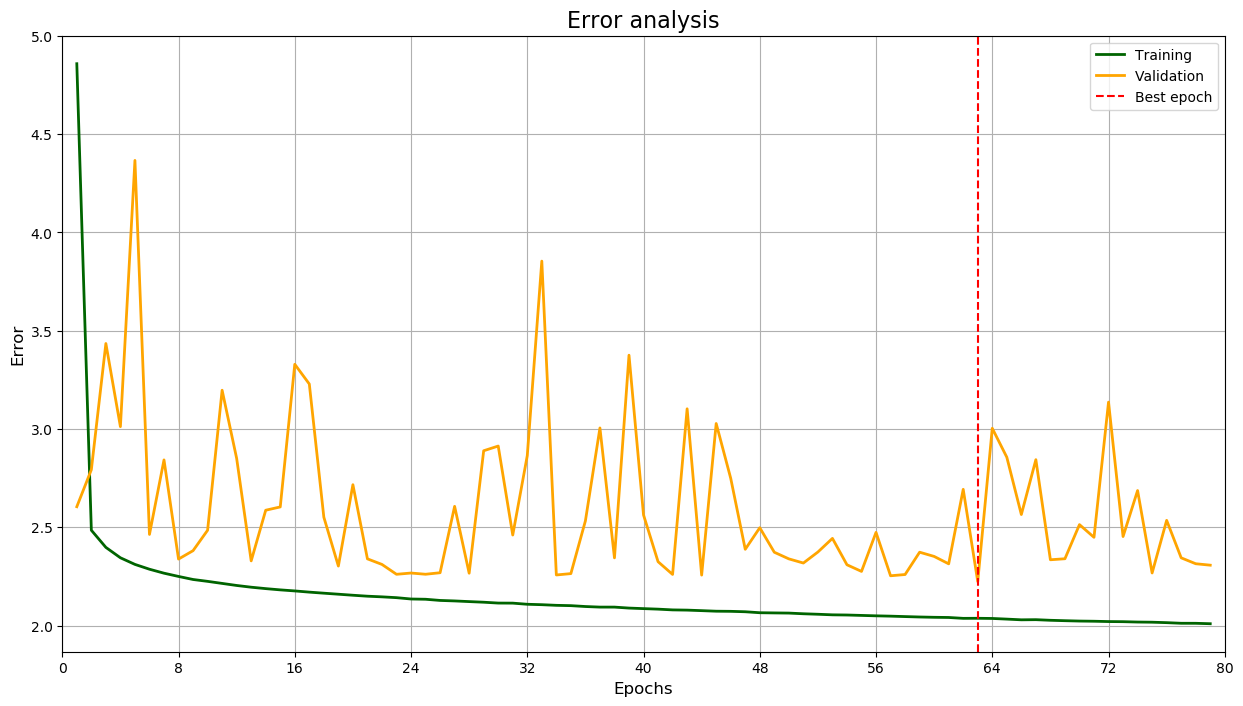 Error analysis
Training
Validation
Best epoch
Error
5.0
4.5
4.0
3.5
3.0
2.5
2.0
0 8 16 24 32 40 48 56 64 72 80
Epochs